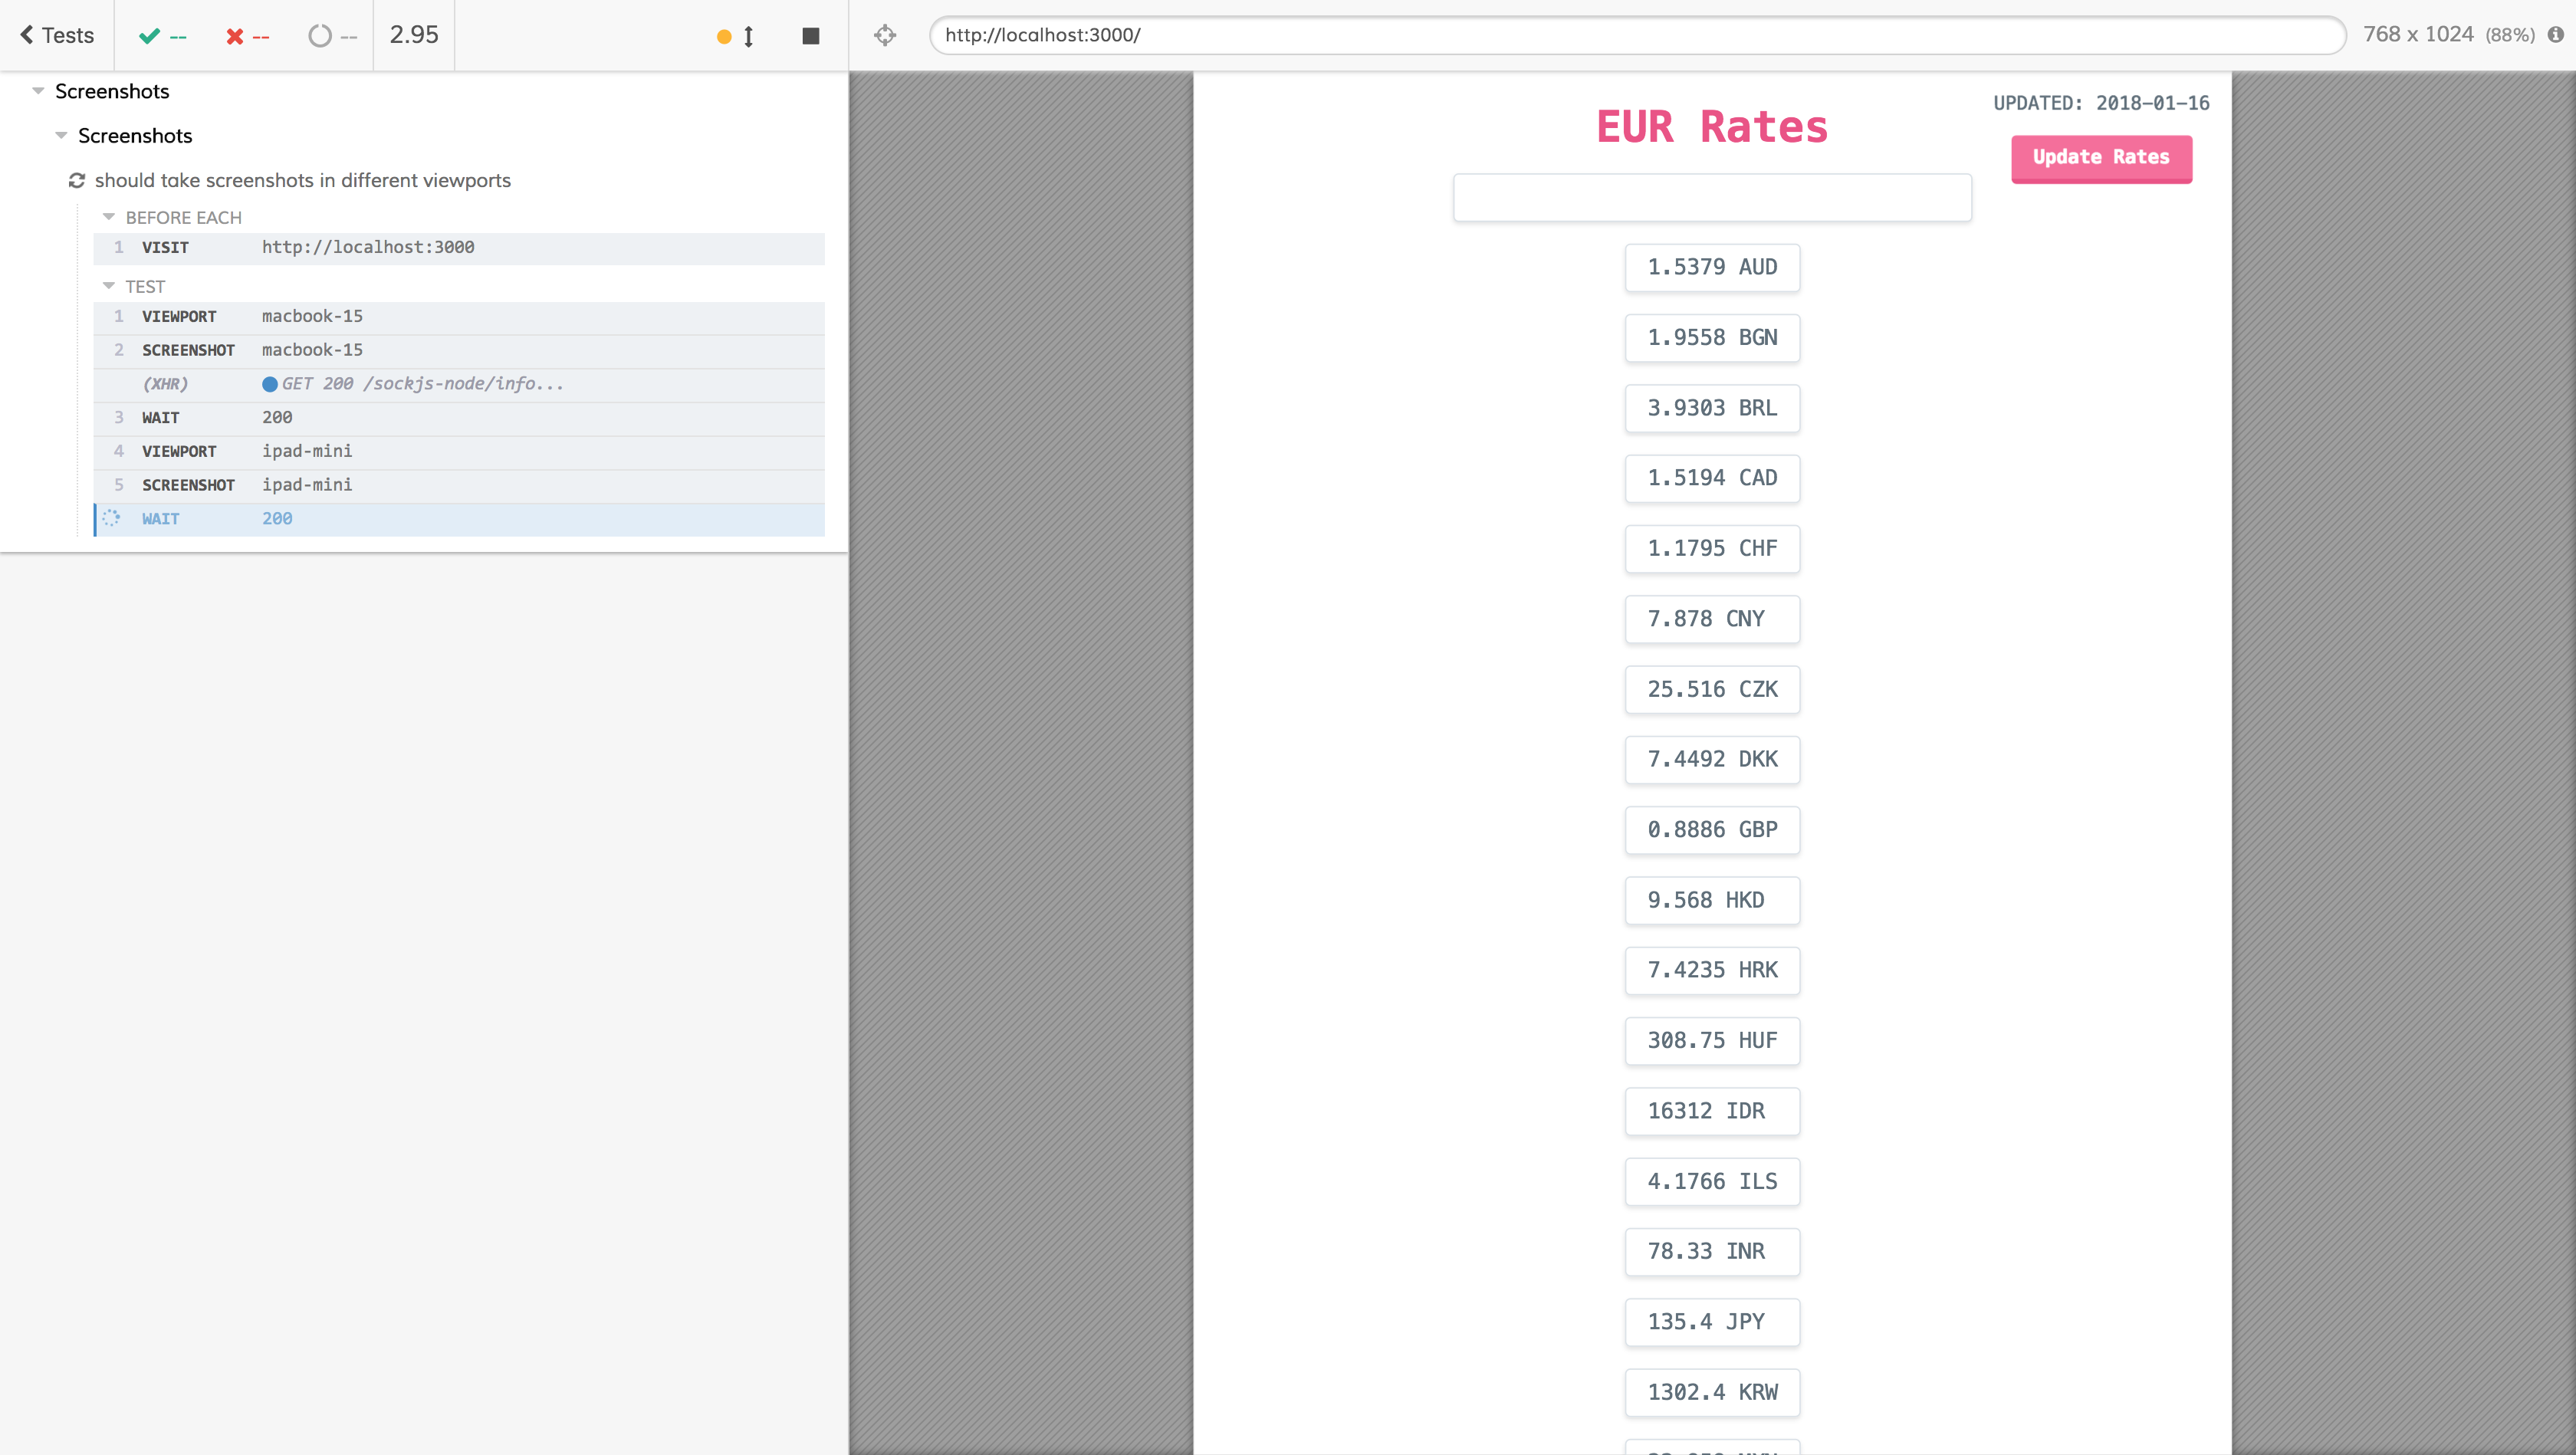 Tests -- -- -- 2.95
http://localhost:3000/ 768 x 1024 (88%)
Screenshots
Screenshots
should take screenshots in different viewports
BEFORE EACH
1 VISIT http://localhost:3000
TEST
1 VIEWPORT macbook-15
2 SCREENSHOT macbook-15
(XHR) GET 200 /sockjs-node/info...
3 WAIT 200
4 VIEWPORT ipad-mini
5 SCREENSHOT ipad-mini
WAIT 200
EUR Rates
UPDATED: 2018-01-16
Update Rates
1.5379 AUD
1.9558 BGN
3.9303 BRL
1.5194 CAD
1.1795 CHF
7.878 CNY
25.516 CZK
7.4492 DKK
0.8886 GBP
9.568 HKD
7.4235 HRK
308.75 HUF
16312 IDR
4.1766 ILS
78.33 INR
135.4 JPY
1302.4 KRW